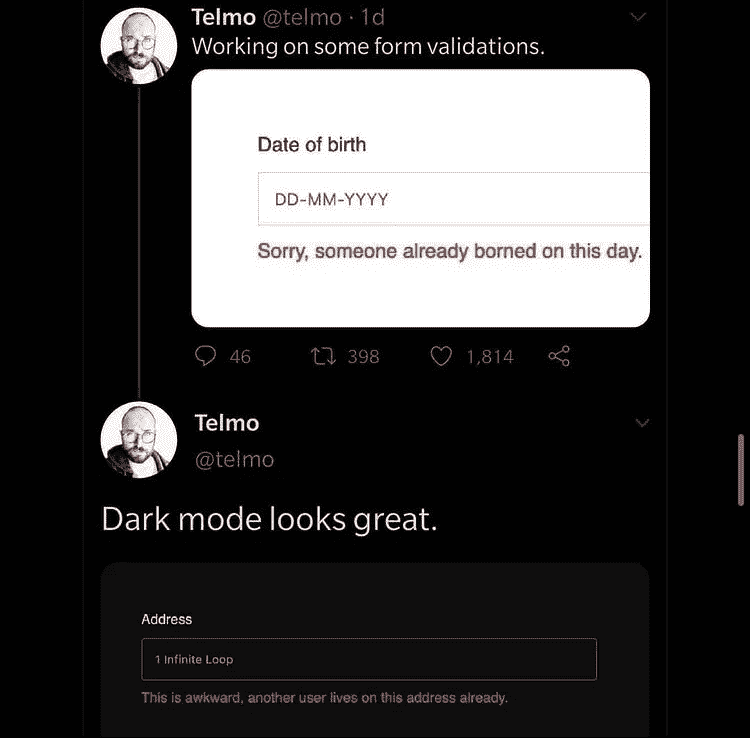 Telmo @telmo · 1d
Working on some form validations.
Date of birth
DD-MM-YYYY
Sorry, someone already borned on this day.
46 398 1,814
Telmo
@telmo
Dark mode looks great.
Address
1 Infinite Loop
This is awkward, another user lives on this address already.